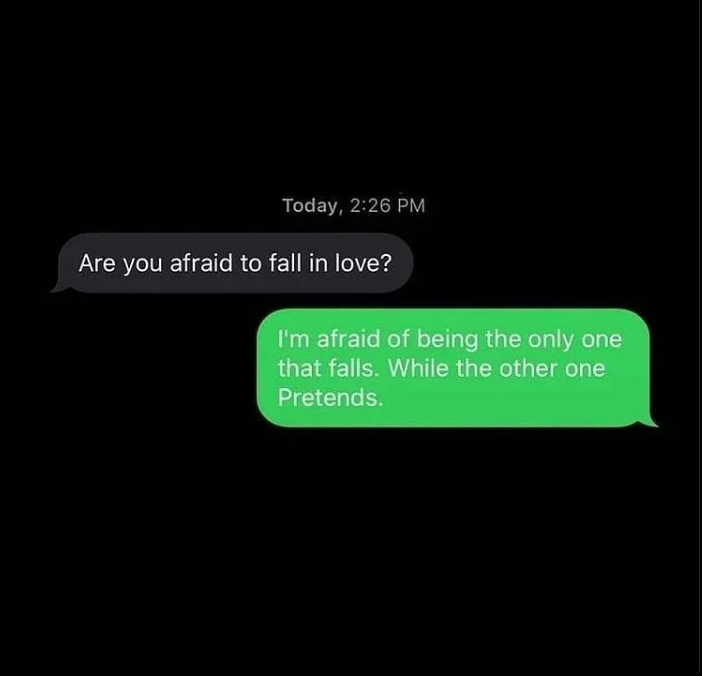 Today, 2:26 PM
Are you afraid to fall in love?
I'm afraid of being the only one
that falls. While the other one
Pretends.